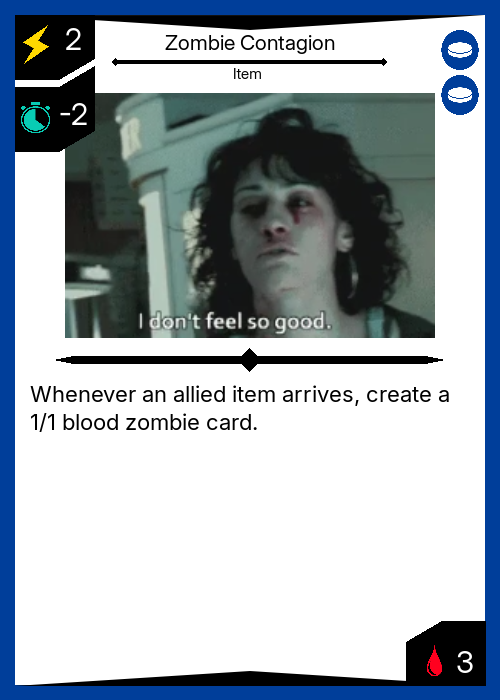 2
Zombie Contagion
Item
-2
I don't feel so good.
Whenever an allied item arrives, create a
1/1 blood zombie card.
3